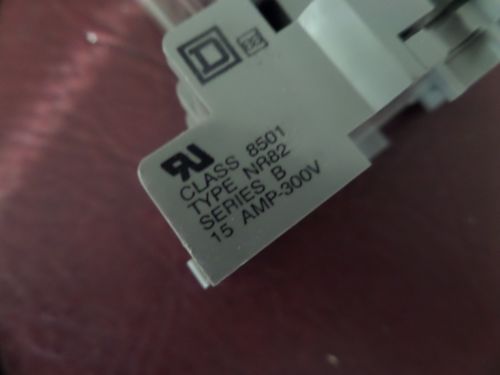 CLASS 8501
TYPE NR82
SERIES B
15 AMP-300V